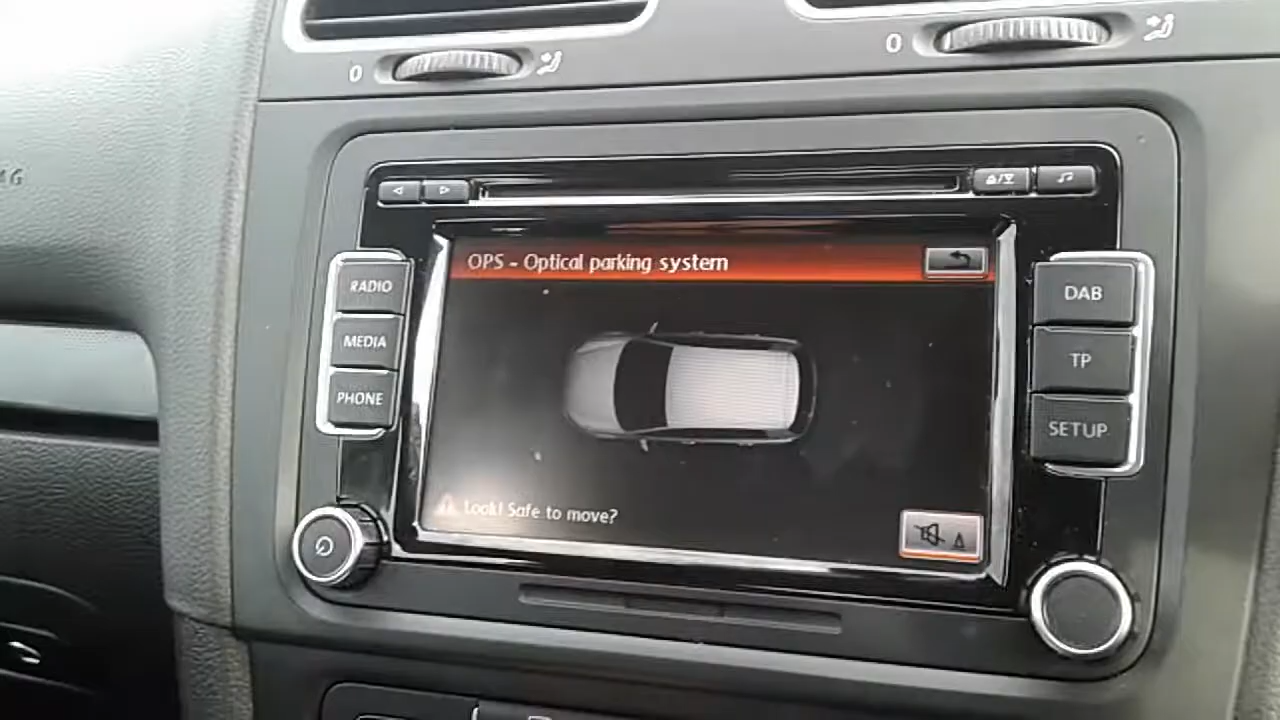 0
0
OPS - Optical parking system
RADIO
MEDIA
PHONE
DAB
TP
SETUP
Look! Safe to move?